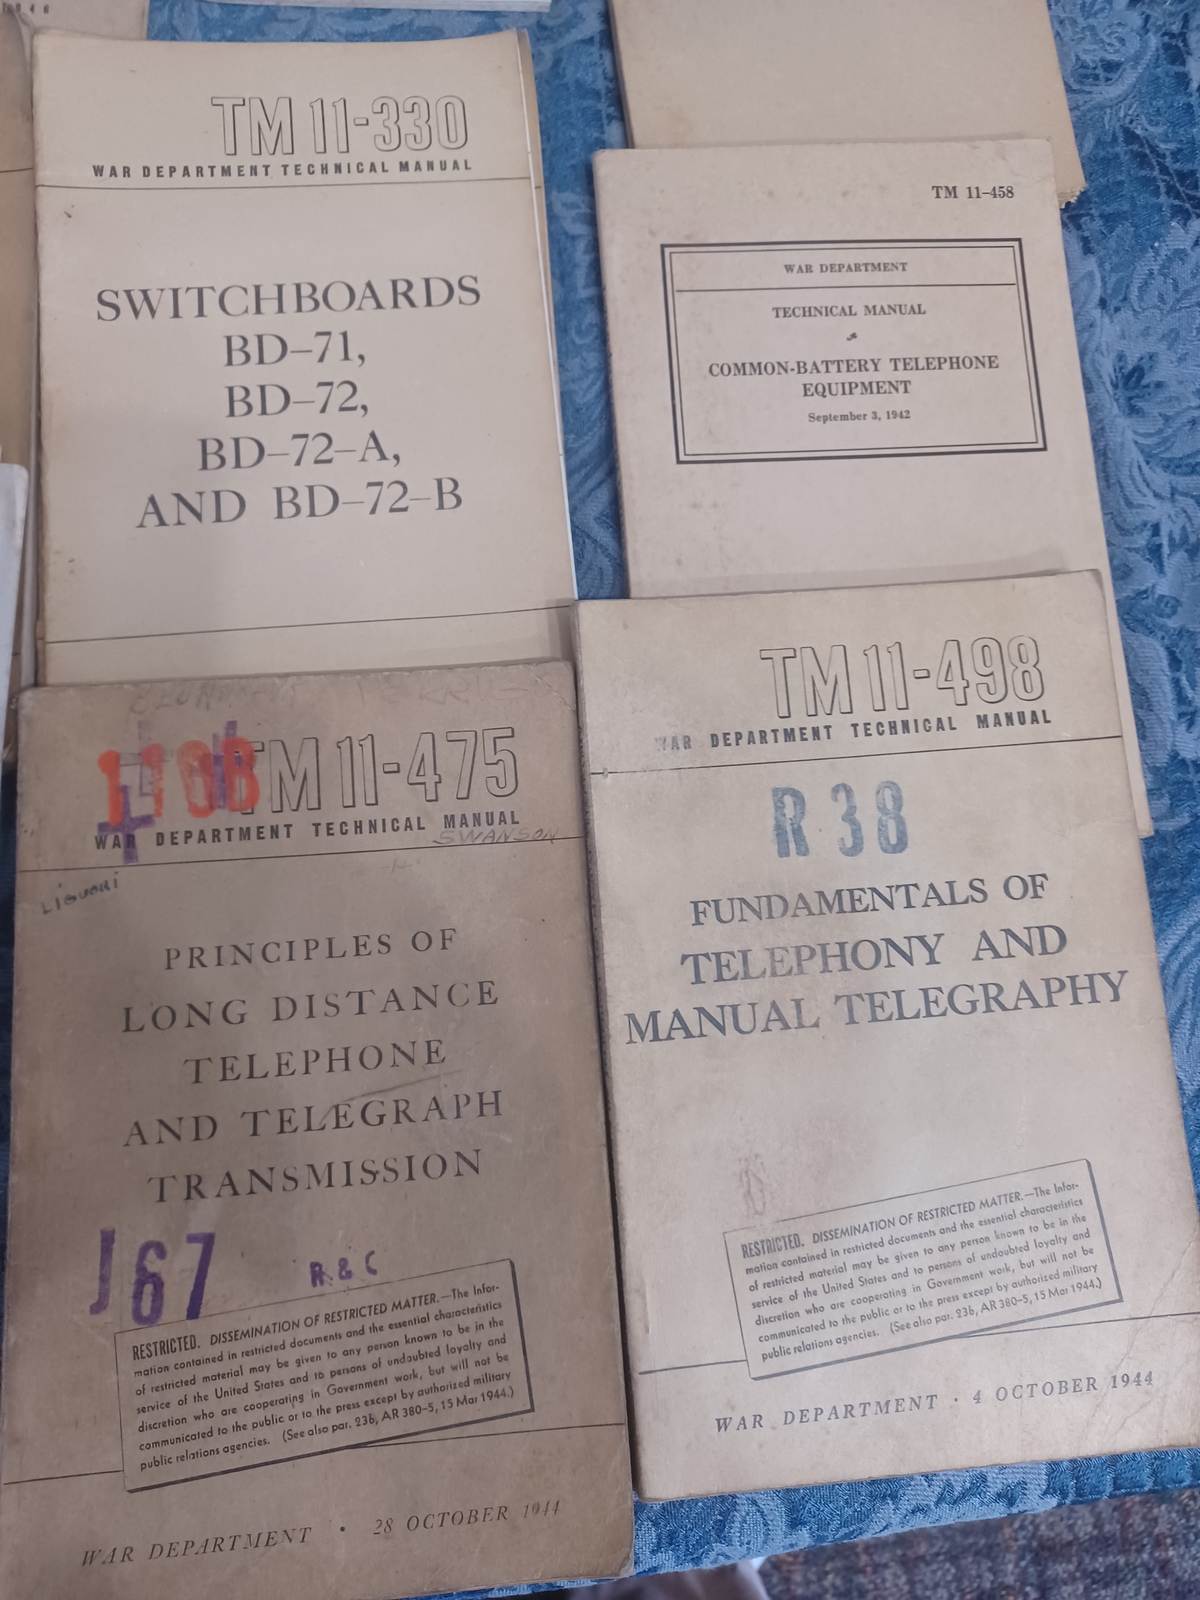 TM 11-330
WAR DEPARTMENT TECHNICAL MANUAL
SWITCHBOARDS
BD-71,
BD-72,
BD-72-A,
AND BD-72-B
TM 11-458
WAR DEPARTMENT
TECHNICAL MANUAL
COMMON-BATTERY TELEPHONE
EQUIPMENT
September 3, 1942
110B
TM 11-475
WAR DEPARTMENT TECHNICAL MANUAL
SWANSON
Liguori
PRINCIPLES OF
LONG DISTANCE
TELEPHONE
AND TELEGRAPH
TRANSMISSION
J67
R & C
RESTRICTED. DISSEMINATION OF RESTRICTED MATTER.—The infor-
mation contained in restricted documents and the essential characteristics
of restricted material may be given to any person known to be in the
service of the United States and to persons of undoubted loyalty and
discretion who are cooperating in Government work, but will not be
communicated to the public or to the press except by authorized military
public relations agencies. (See also par. 23b, AR 380-5, 15 Mar 1944.)
WAR DEPARTMENT • 28 OCTOBER 1944
TM 11-498
WAR DEPARTMENT TECHNICAL MANUAL
R 38
FUNDAMENTALS OF
TELEPHONY AND
MANUAL TELEGRAPHY
RESTRICTED. DISSEMINATION OF RESTRICTED MATTER.—The infor-
mation contained in restricted documents and the essential characteristics
of restricted material may be given to any person known to be in the
service of the United States and to persons of undoubted loyalty and
discretion who are cooperating in Government work, but will not be
communicated to the public or to the press except by authorized military
public relations agencies. (See also par. 23b, AR 380-5, 15 Mar 1944.)
WAR DEPARTMENT • 4 OCTOBER 1944